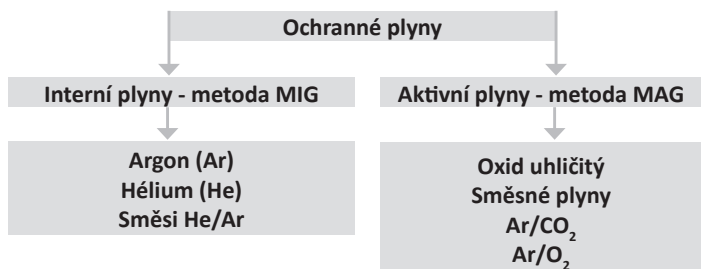 Ochranné plyny
Interní plyny - metoda MIG
Aktivní plyny - metoda MAG
Argon (Ar)
Hélium (He)
Směsi He/Ar
Oxid uhličitý
Směsné plyny
Ar/CO₂
Ar/O₂